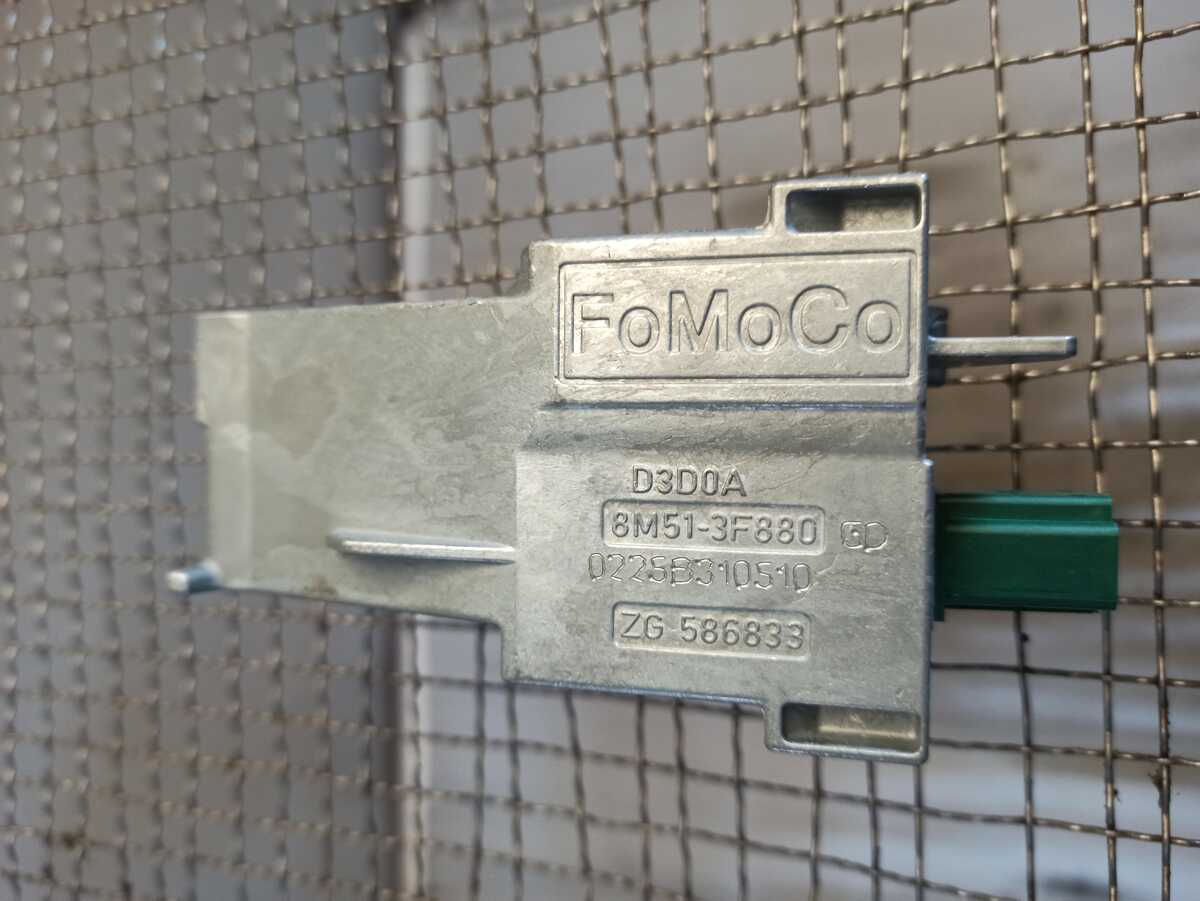 FoMoCo
D3D0A
8M51-3F880 GD
0225B310510
ZG 586833